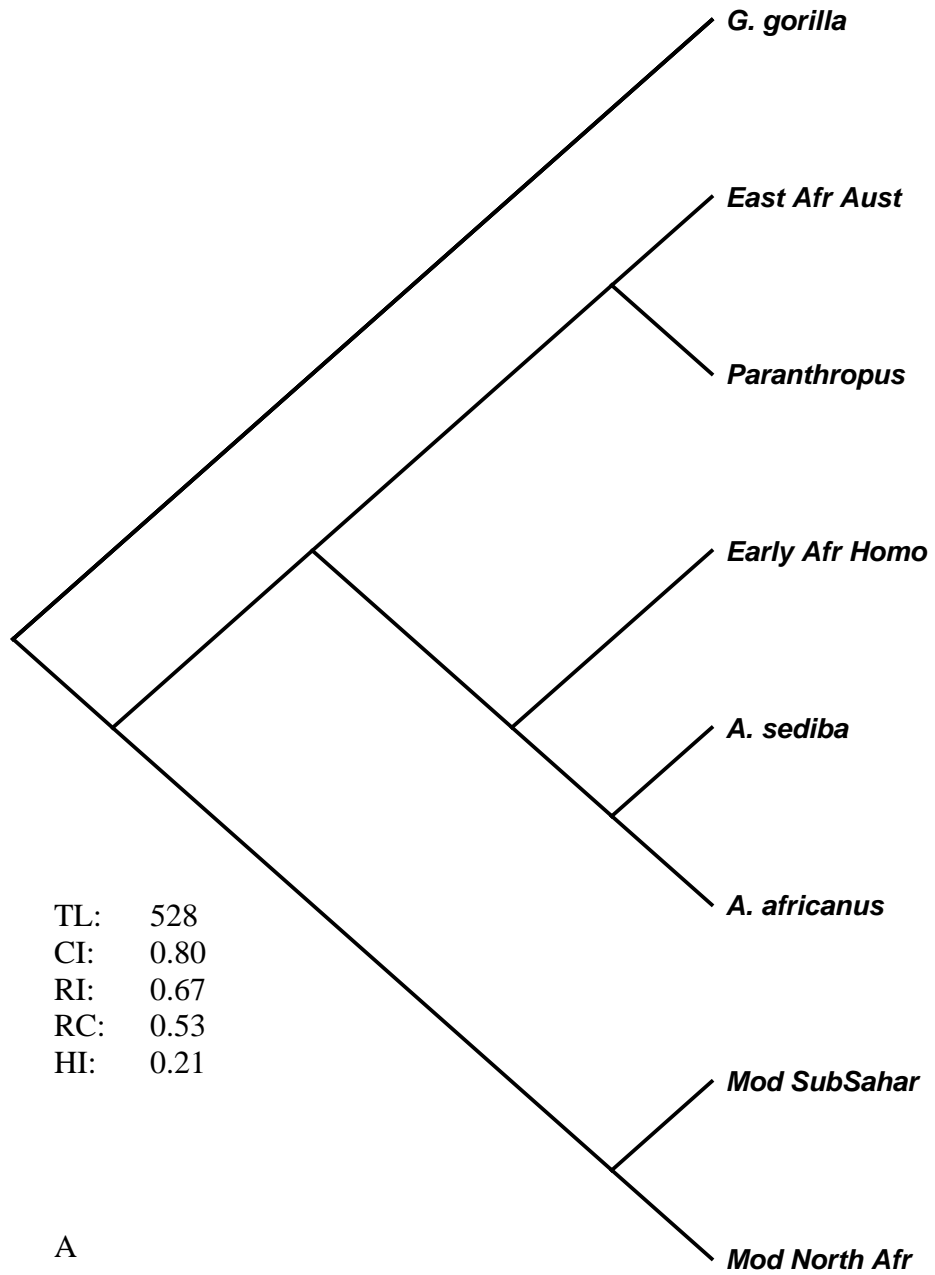 G. gorilla
East Afr Aust
Paranthropus
Early Afr Homo
A. sediba
A. africanus
TL: 528
CI: 0.80
RI: 0.67
RC: 0.53
HI: 0.21
Mod SubSahar
Mod North Afr
A